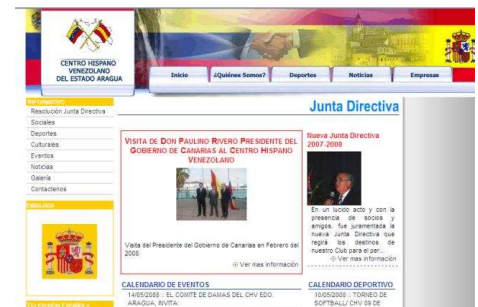 CENTRO HISPANO
VENEZOLANO
DEL ESTADO ARAGUA
Inicio
¿Quiénes Somos?
Deportes
Noticias
Empresas
INFORMATIVO
Resolución Junta Directiva
Sociales
Deportes
Culturales
Eventos
Noticias
Galeria
Contactenos
EMBAJADA
Junta Directiva
VISITA DE DON PAULINO RIVERO PRESIDENTE DEL
GOBIERNO DE CANARIAS AL CENTRO HISPANO
VENEZOLANO
Visita del Presidente del Gobierno de Canarias en Febrero del
2008.
Ver mas información
Nueva Junta Directiva
2007-2008
En un lucido acto y con la
presencia de socios y
amigos, fue juramentada la
nueva Junta Directiva que
regirá los destinos de
nuestro Club para el per...
Ver mas información
CALENDARIO DE EVENTOS
14/05/2008 :: EL COMITE DE DAMAS DEL CHV EDO.
ARAGUA, INVITA:
CALENDARIO DEPORTIVO
10/05/2008 :: TORNEO DE
SOFTBALL/ CHV 09 DE